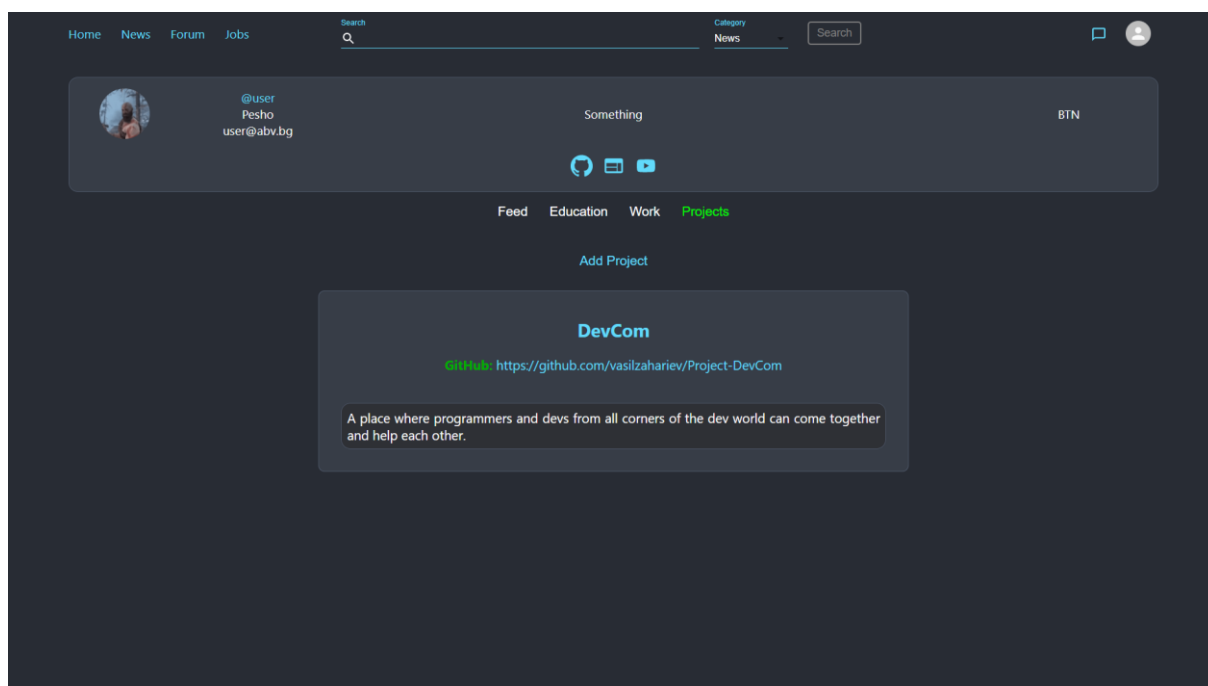 Home News Forum Jobs
Search
Category
News
Search
@user
Pesho
user@abv.bg
Something
BTN
Feed Education Work Projects
Add Project
DevCom
GitHub: https://github.com/vasilzahariev/Project-DevCom
A place where programmers and devs from all corners of the dev world can come together
and help each other.